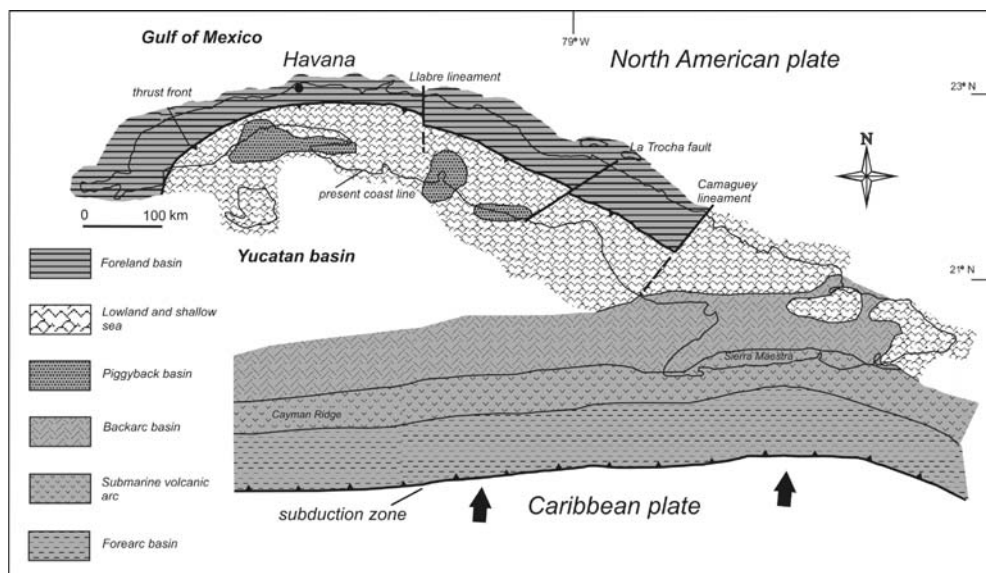 Gulf of Mexico
79° W
Havana
North American plate
Llabre lineament
23° N
thrust front
La Trocha fault
N
present coast line
Camaguey
lineament
0 100 km
Yucatan basin
21° N
Foreland basin
Lowland and shallow
sea
Sierra Maestra
Piggyback basin
Cayman Ridge
Backarc basin
Submarine volcanic
arc
Caribbean plate
subduction zone
Forearc basin